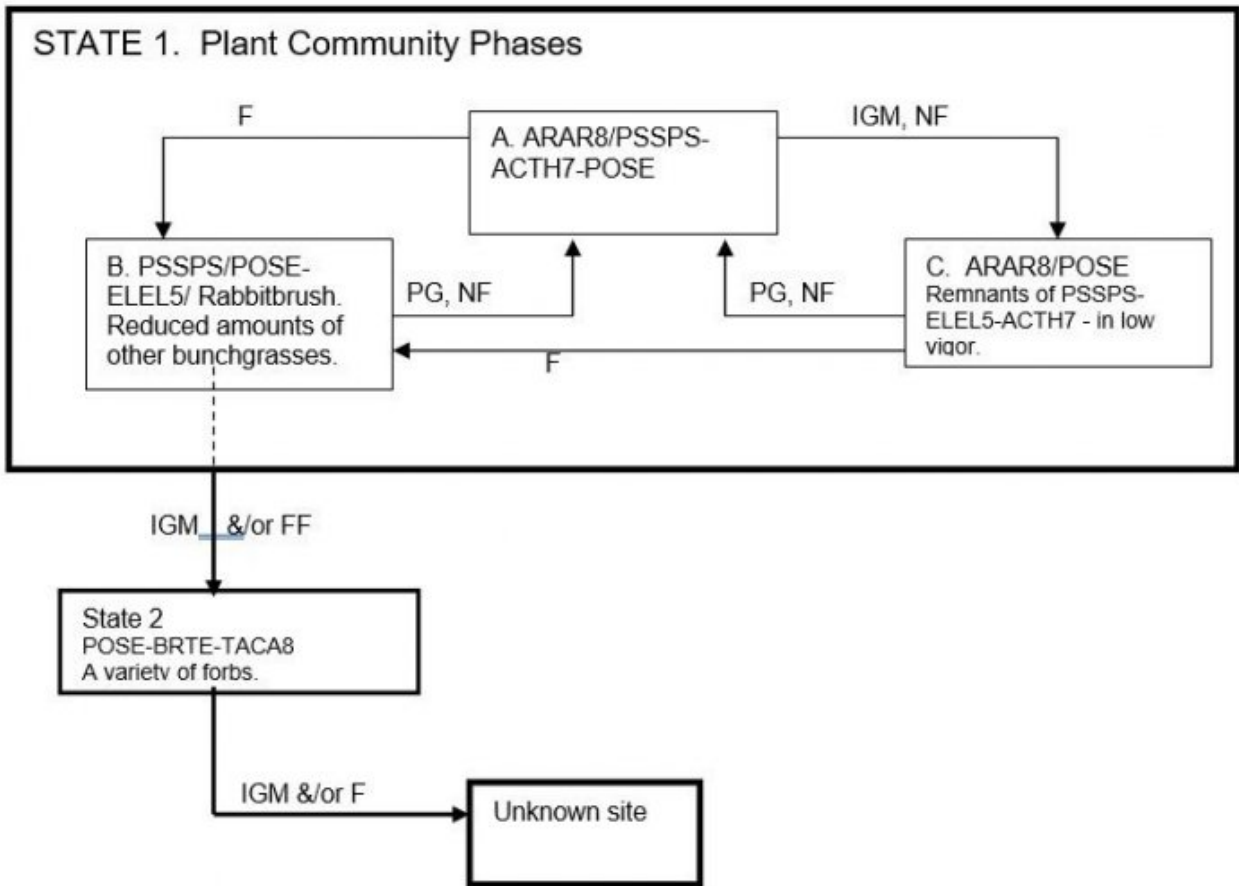 STATE 1. Plant Community Phases
F
IGM, NF
A. ARAR8/PSSPS-
ACTH7-POSE
B. PSSPS/POSE-
ELEL5/ Rabbitbrush.
Reduced amounts of
other bunchgrasses.
PG, NF
PG, NF
C. ARAR8/POSE
Remnants of PSSPS-
ELEL5-ACTH7 - in low
vigor.
F
IGM &/or FF
State 2
POSE-BRTE-TACA8
A variety of forbs.
IGM &/or F
Unknown site